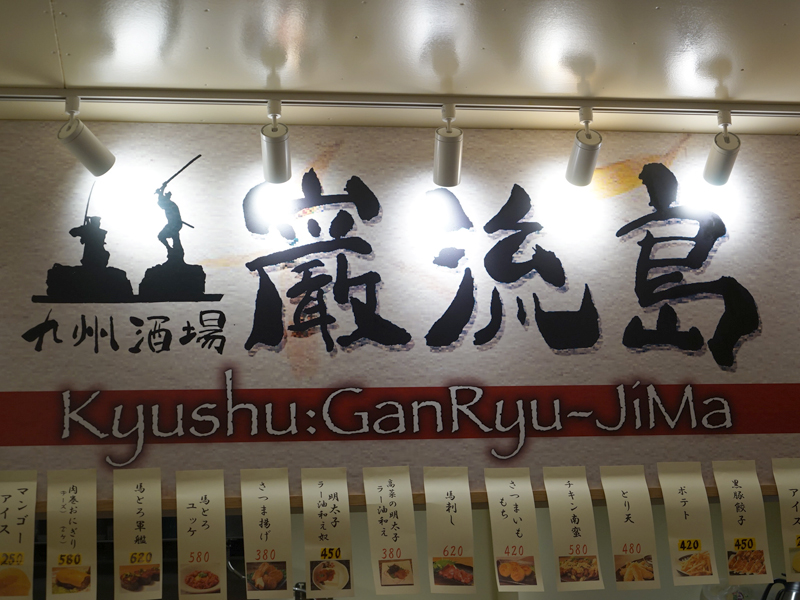 巌流島
九州 酒場
Kyushu:GanRyu-JiMa
マンゴー
アイス
250
肉巻おにぎり
580
馬とろ軍艦
620
馬とろ
ユッケ
580
さつま揚げ
380
明太子
ラー油和え奴
450
高菜の明太子
ラー油和え
380
馬刺し
620
さつまいも
もち
420
チキン南蛮
580
とり天
480
ポテト
420
黒豚餃子
450
アイス